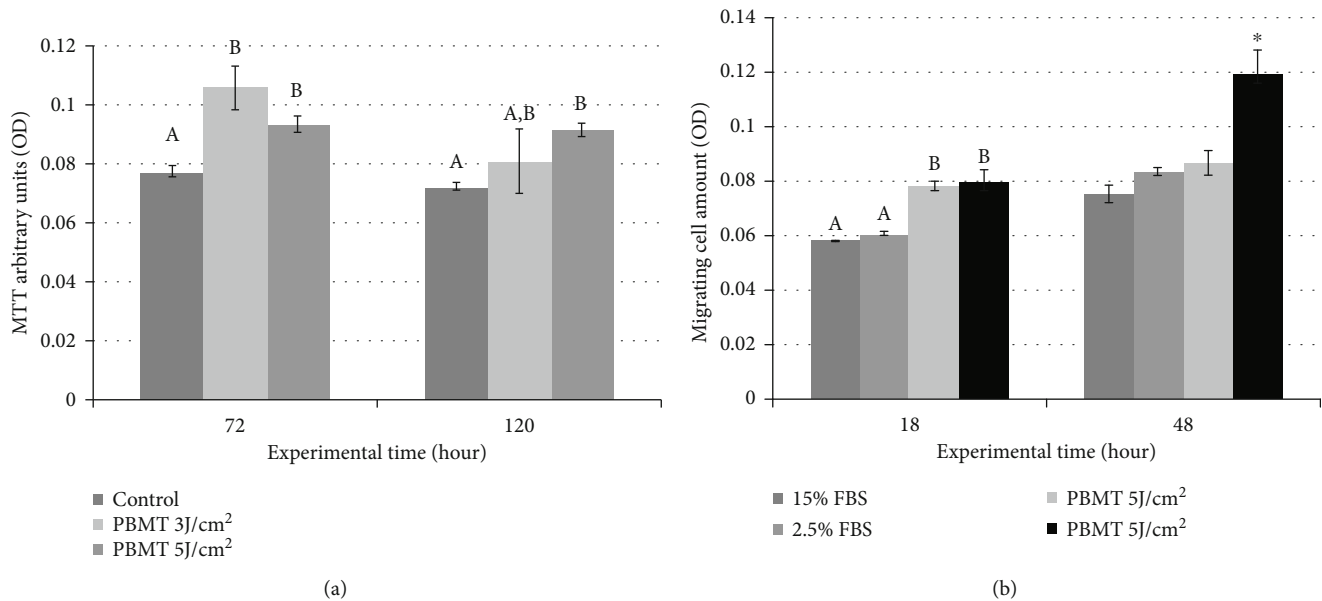 MTT arbitrary units (OD)
0.12
0.1
0.08
0.06
0.04
0.02
0
A
B
B
A
A,B
B
72
120
Experimental time (hour)
Control
PBMT 3J/cm²
PBMT 5J/cm²
(a)
Migrating cell amount (OD)
0.14
0.12
0.1
0.08
0.06
0.04
0.02
0
A
A
B
B
*
18
48
Experimental time (hour)
15% FBS
2.5% FBS
PBMT 5J/cm²
PBMT 5J/cm²
(b)